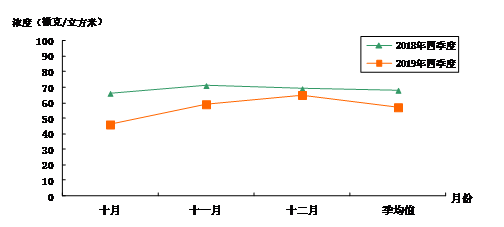 浓度（微克/立方米）
100
90
80
70
60
50
40
30
20
10
0
2018年四季度
2019年四季度
十月
十一月
十二月
季均值
月份